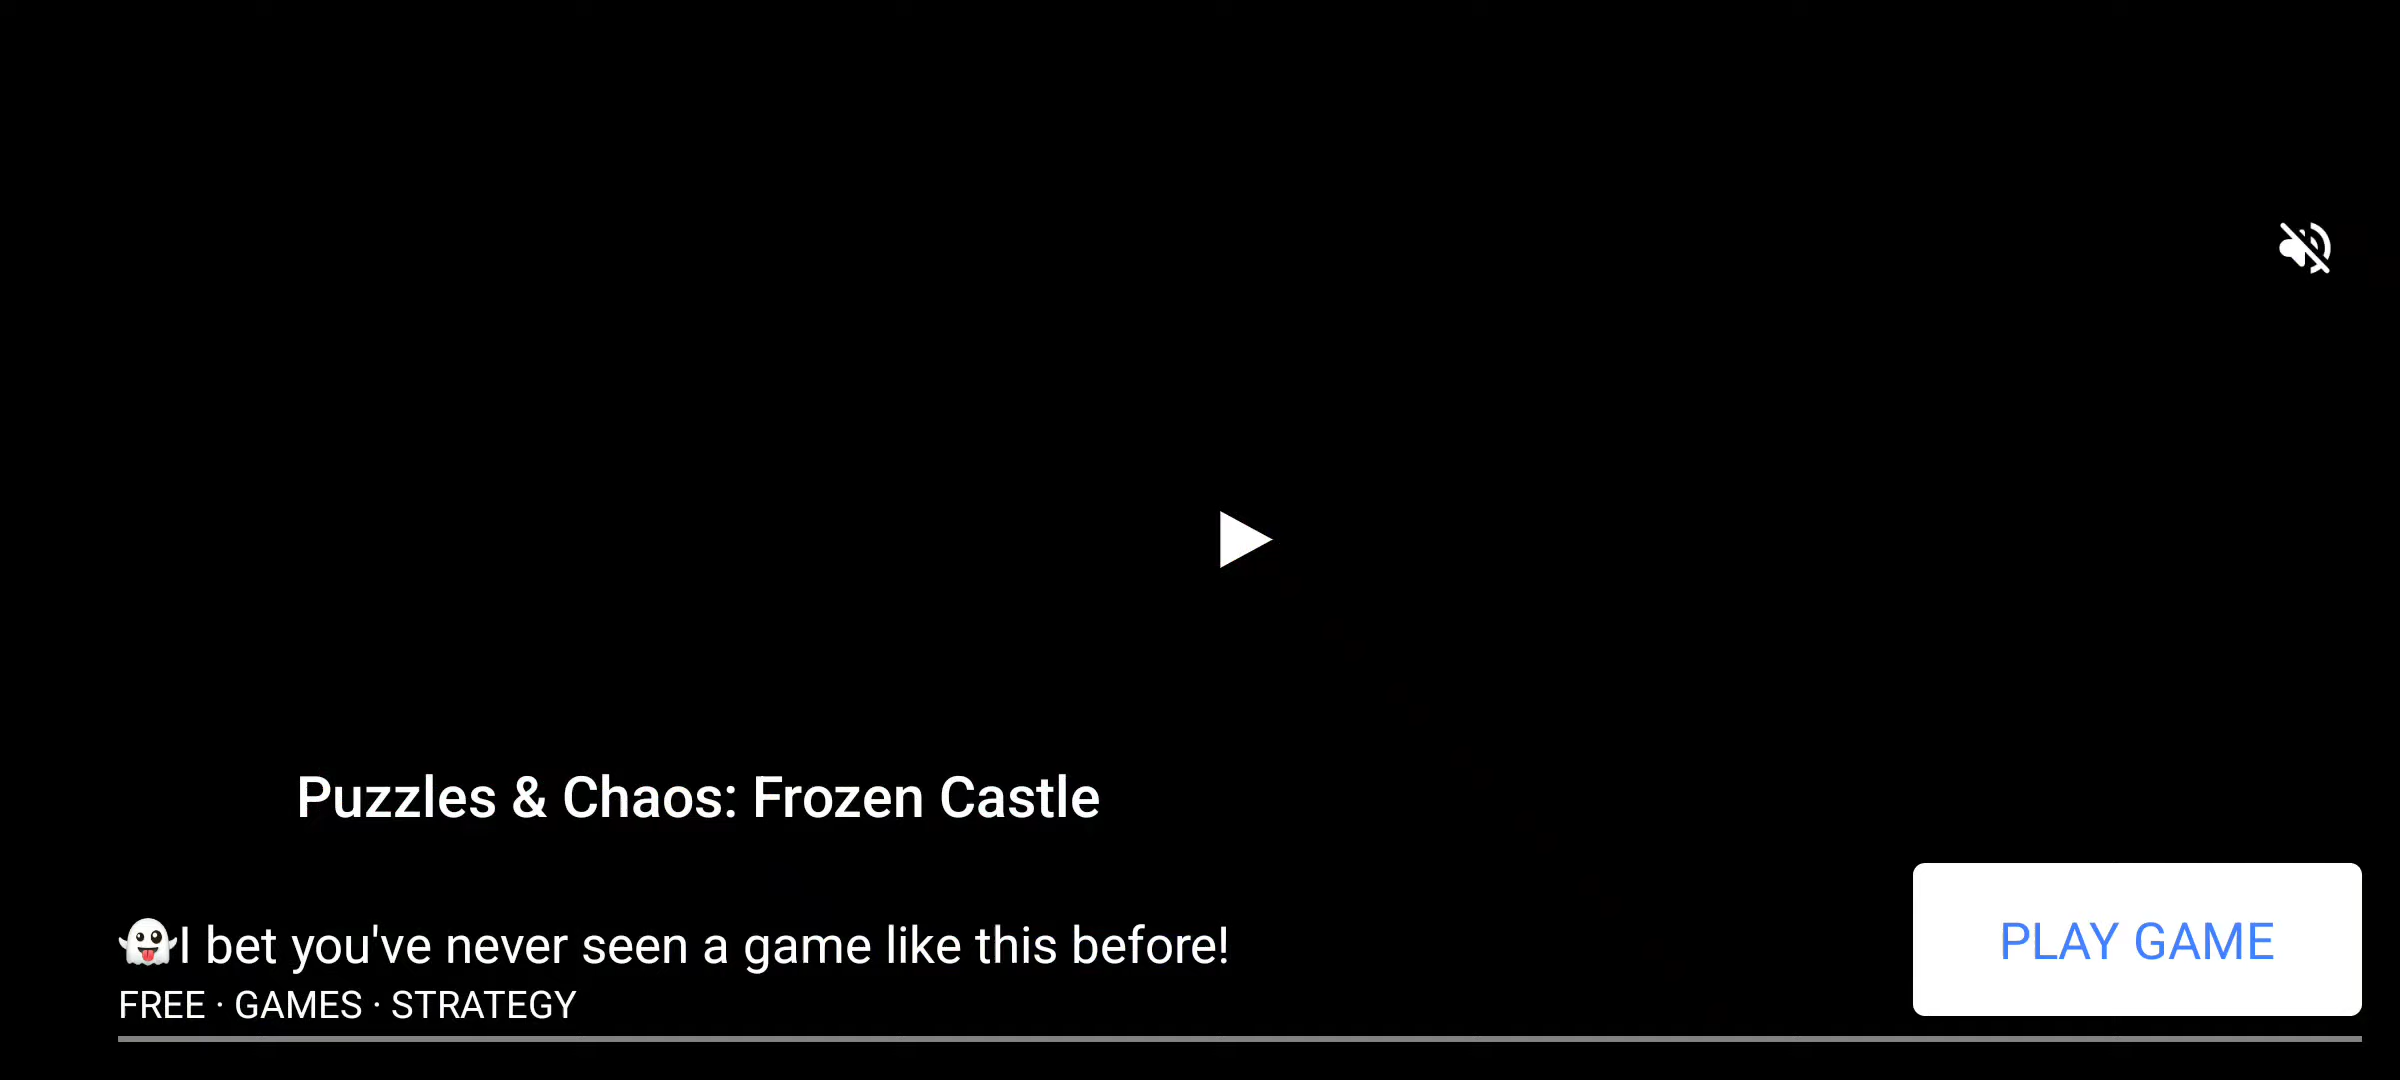 Puzzles & Chaos: Frozen Castle
👻I bet you've never seen a game like this before!
FREE · GAMES · STRATEGY
PLAY GAME